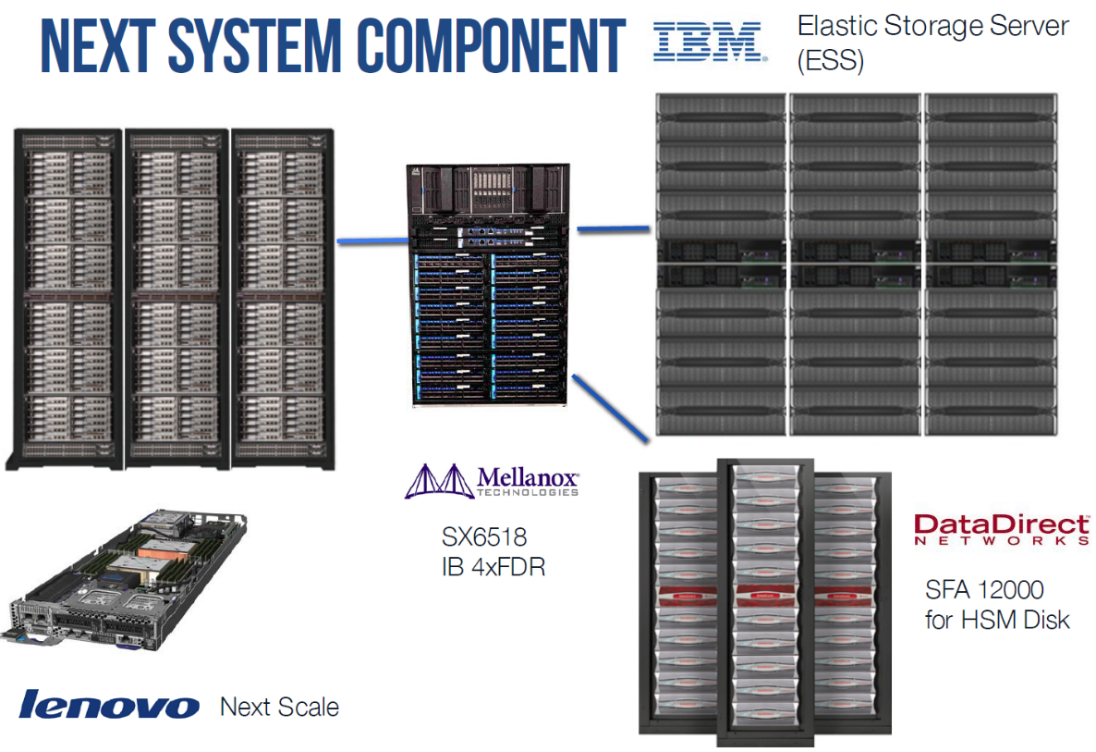 NEXT SYSTEM COMPONENT
IBM.
Elastic Storage Server
(ESS)
Mellanox
TECHNOLOGIES
SX6518
IB 4xFDR
DataDirect™
NETWORKS
SFA 12000
for HSM Disk
lenovo Next Scale